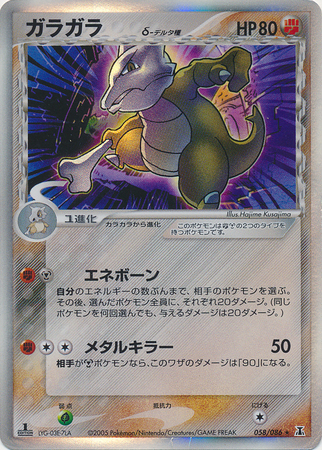 ガラガラ
δ-デルタ種
HP80
Illus.Hajime Kusajima
1進化
カラカラから進化
このポケモンは の2つのタイプを
持つポケモンです。
エネボーン
自分のエネルギーの数ぶんまで、相手のポケモンを選ぶ。
その後、選んだポケモン全員に、それぞれ20ダメージ。(同じ
ポケモンを何回選んでも、与えるダメージは20ダメージ。)
メタルキラー 50
相手が ポケモンなら、このワザのダメージは「90」になる。
弱点
抵抗力
にげる
1
EDITION
LYG-03E-7LA
058/086 ★
©2005 Pokémon/Nintendo/Creatures/GAME FREAK